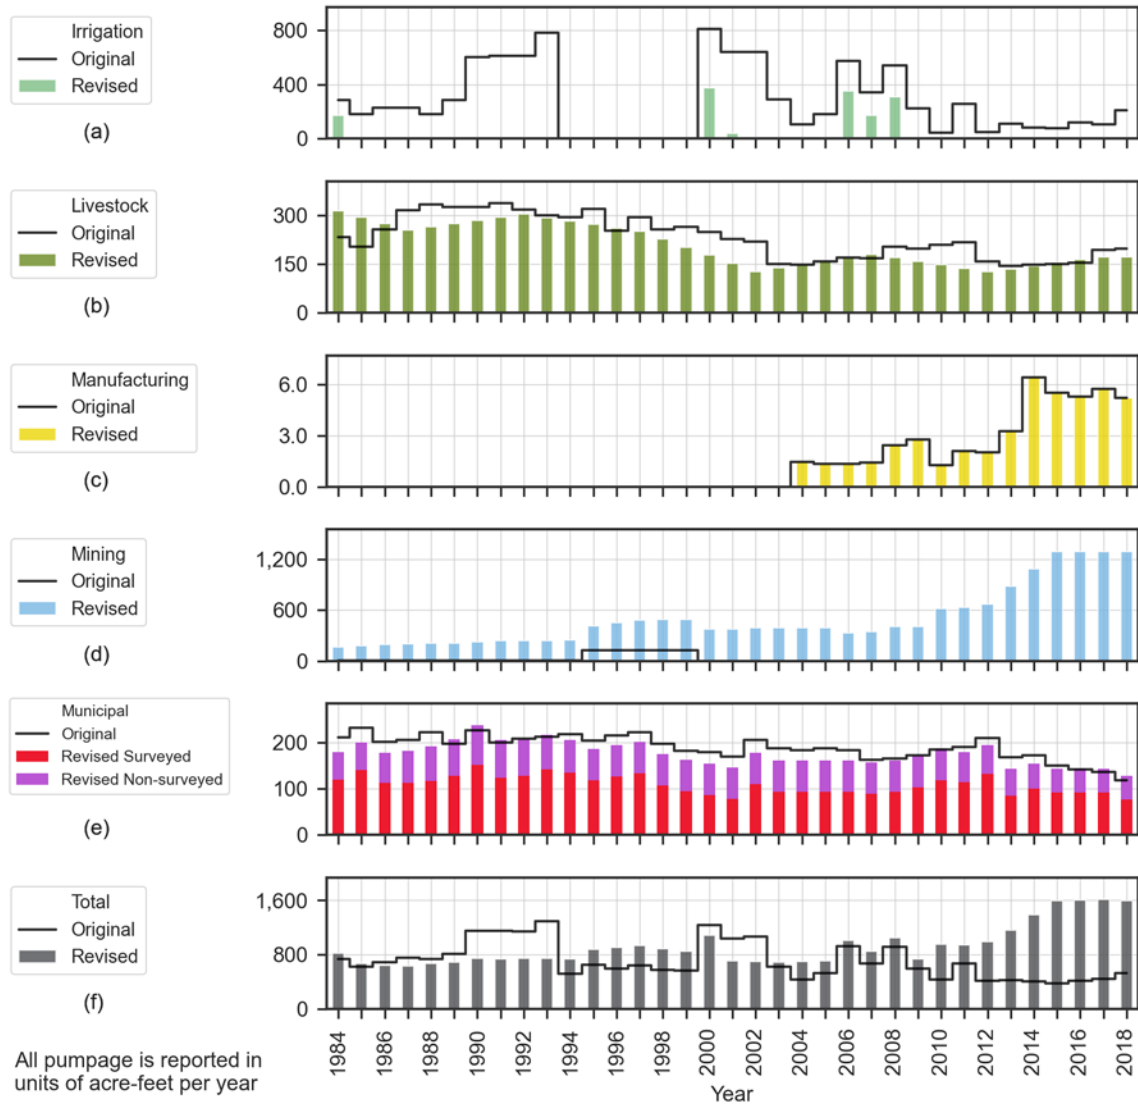 Irrigation
Original
Revised
(a)
800
400
0
Livestock
Original
Revised
(b)
300
150
0
Manufacturing
Original
Revised
(c)
6.0
3.0
0.0
Mining
Original
Revised
(d)
1,200
600
0
Municipal
Original
Revised Surveyed
Revised Non-surveyed
(e)
200
100
0
Total
Original
Revised
(f)
1,600
800
0
1984 1986 1988 1990 1992 1994 1996 1998 2000 2002 2004 2006 2008 2010 2012 2014 2016 2018
Year
All pumpage is reported in
units of acre-feet per year